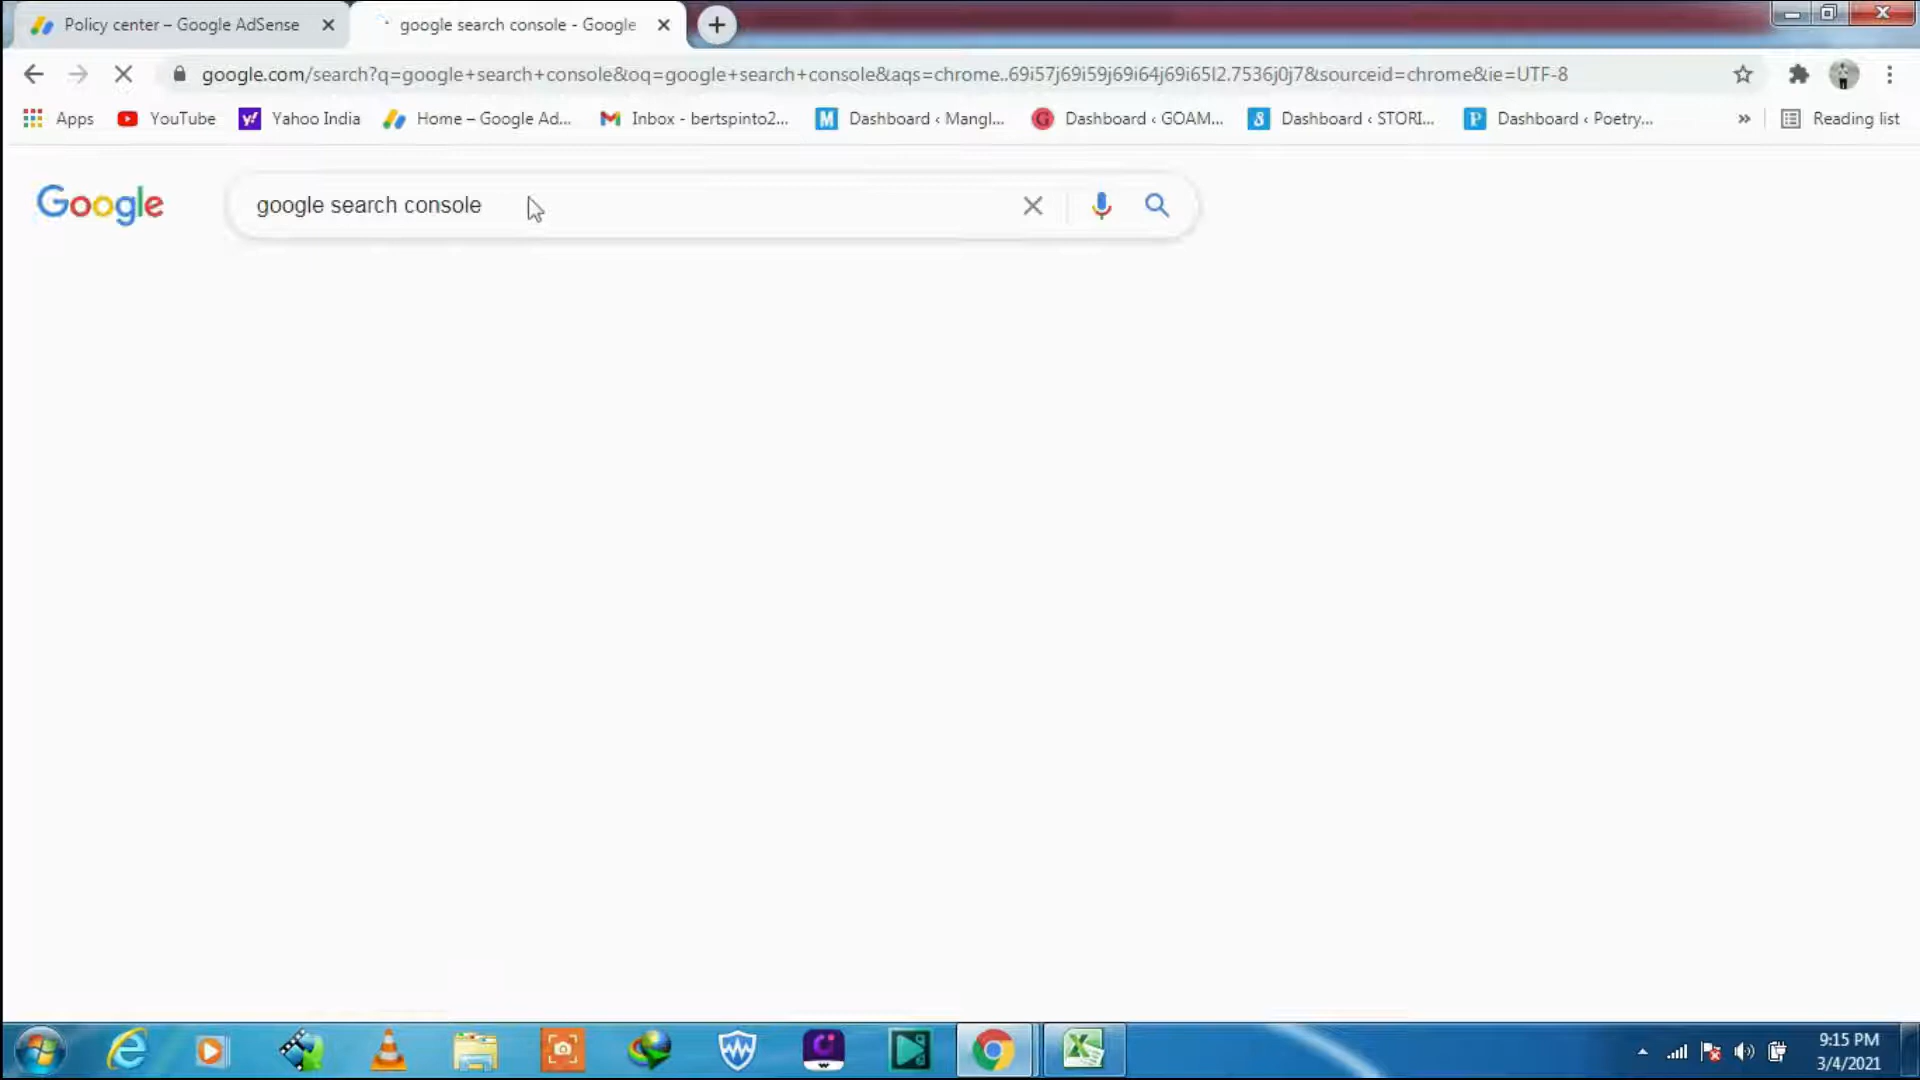 Policy center – Google AdSense
google search console - Google
google.com/search?q=google+search+console&oq=google+search+console&aqs=chrome..69i57j69i59j69i64j69i65l2.7536j0j7&sourceid=chrome&ie=UTF-8
Apps YouTube Yahoo India Home – Google Ad... Inbox - bertspinto2... Dashboard ‹ Mangl... Dashboard ‹ GOAM... Dashboard ‹ STORI... Dashboard ‹ Poetry... » Reading list
Google google search console
9:15 PM
3/4/2021